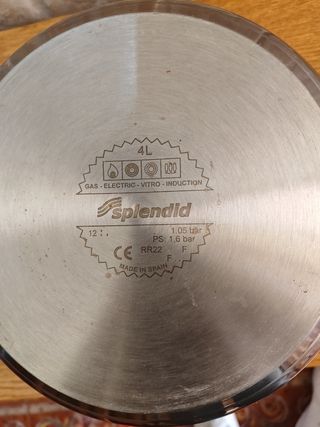 4L
GAS - ELECTRIC - VITRO - INDUCTION
splendid
12 1.05 bar
PS: 1,6 bar
CE RR22 F
F
MADE IN SPAIN